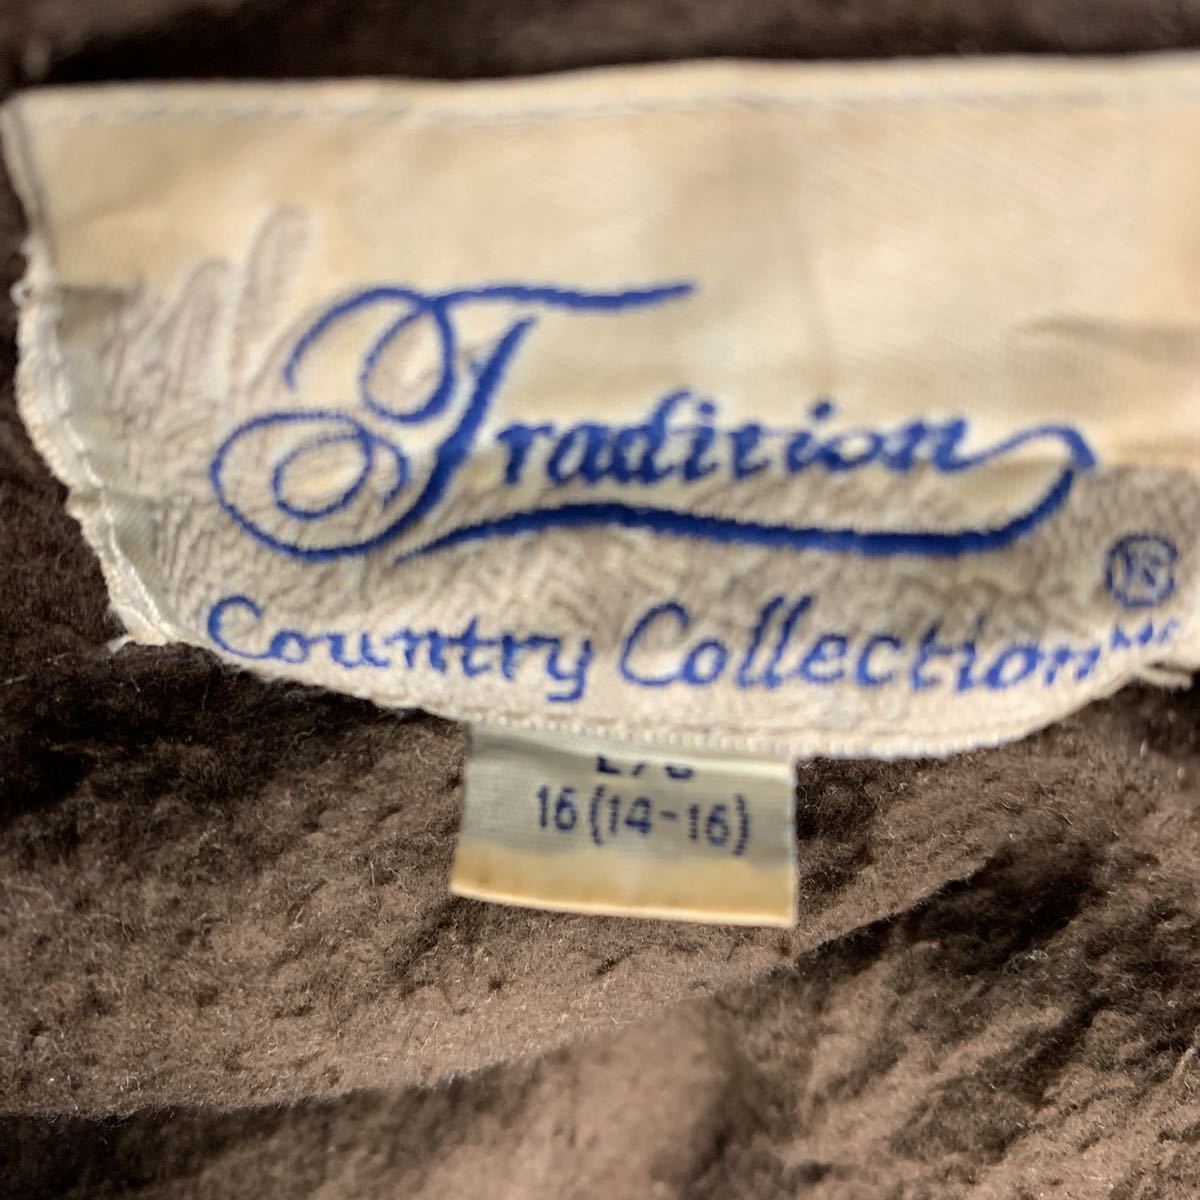 Tradition
®
Country Collection
16 (14-16)